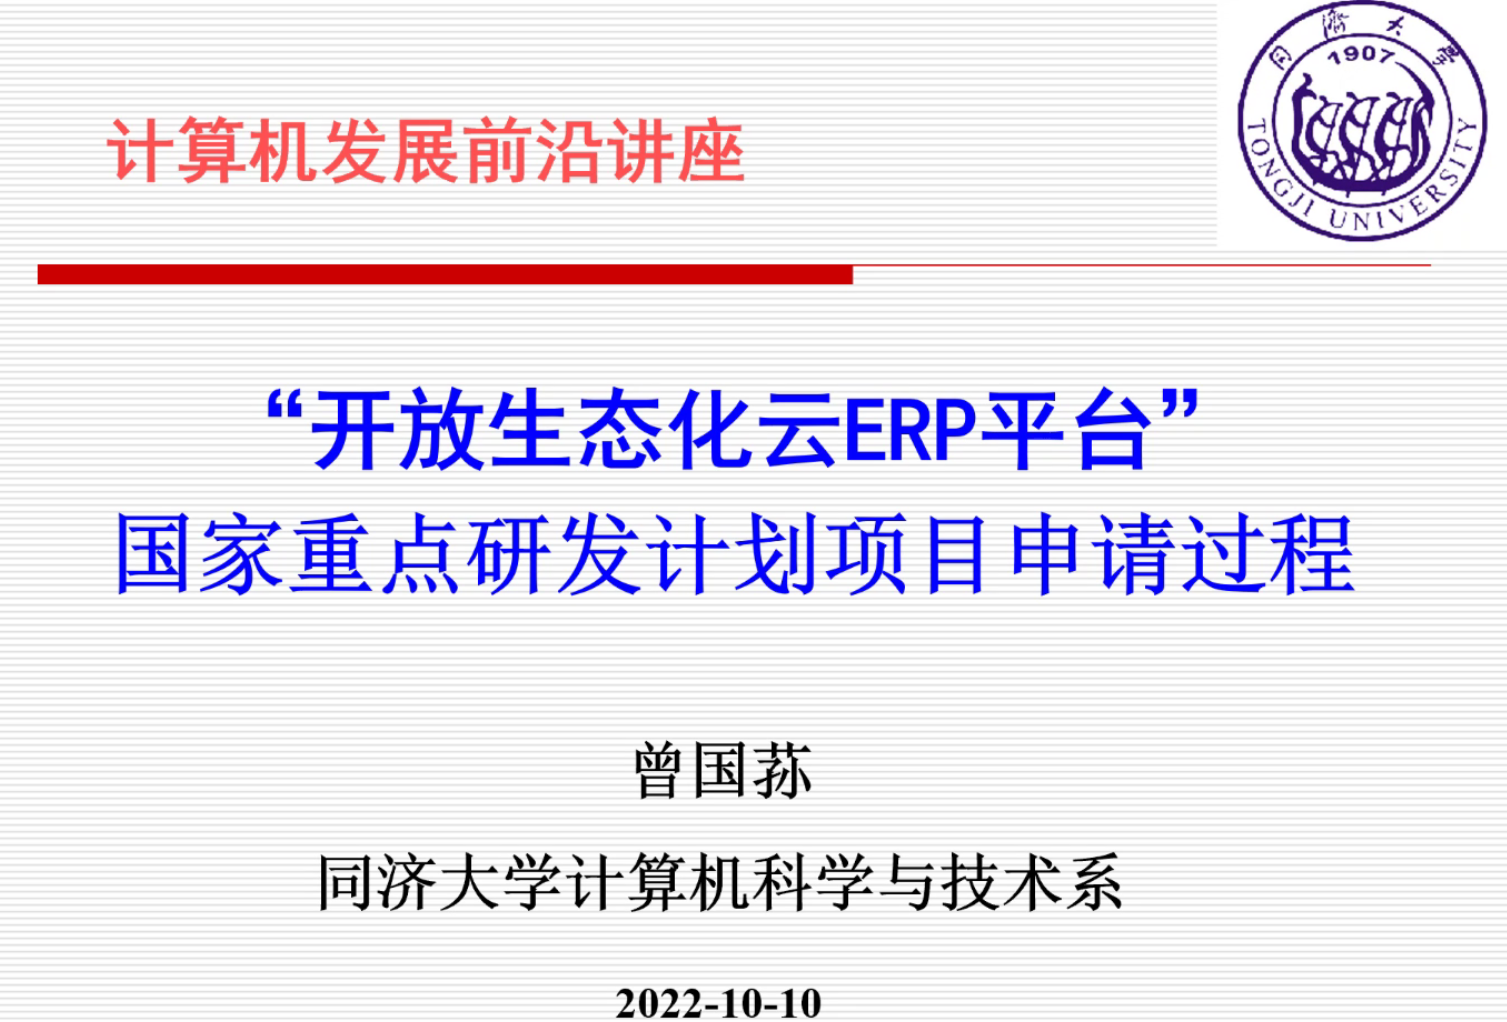 同濟大學
1907
TONGJI UNIVERSITY
计算机发展前沿讲座
“开放生态化云ERP平台”
国家重点研发计划项目申请过程
曾国荪
同济大学计算机科学与技术系
2022-10-10